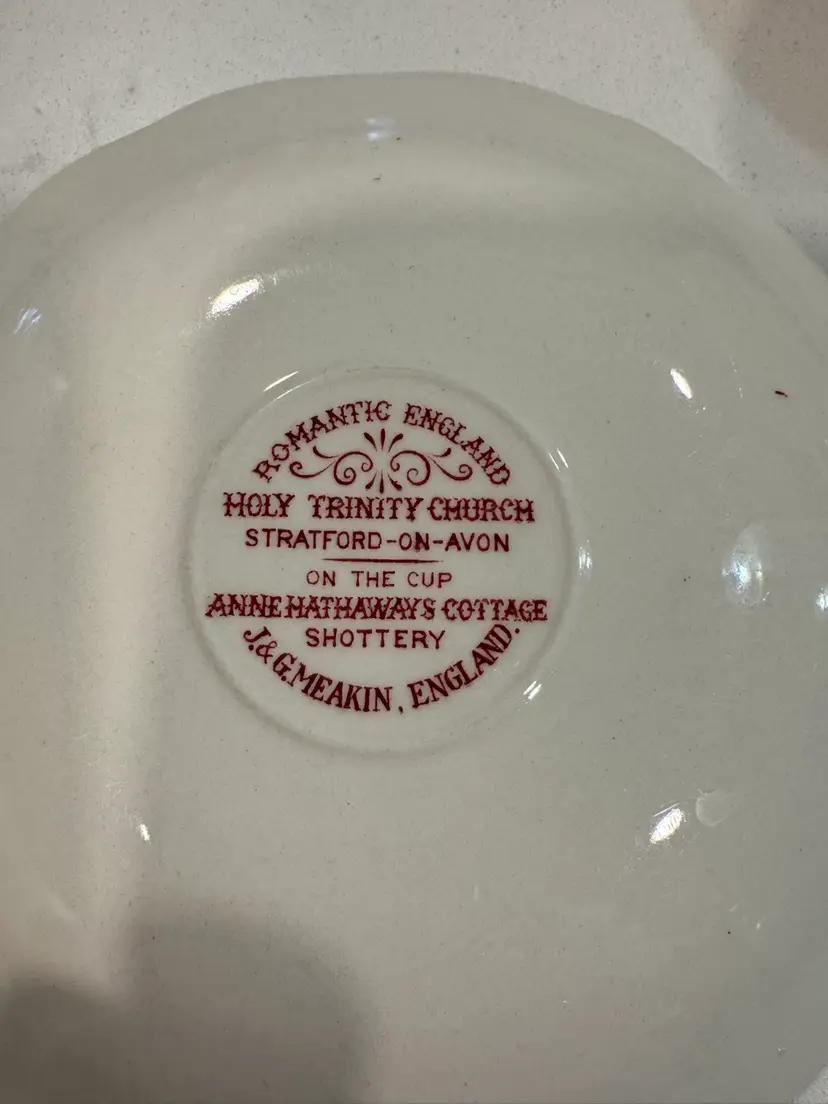 ROMANTIC ENGLAND
HOLY TRINITY CHURCH
STRATFORD-ON-AVON
ON THE CUP
ANNE HATHAWAYS COTTAGE
SHOTTERY
J.&G.MEAKIN, ENGLAND.